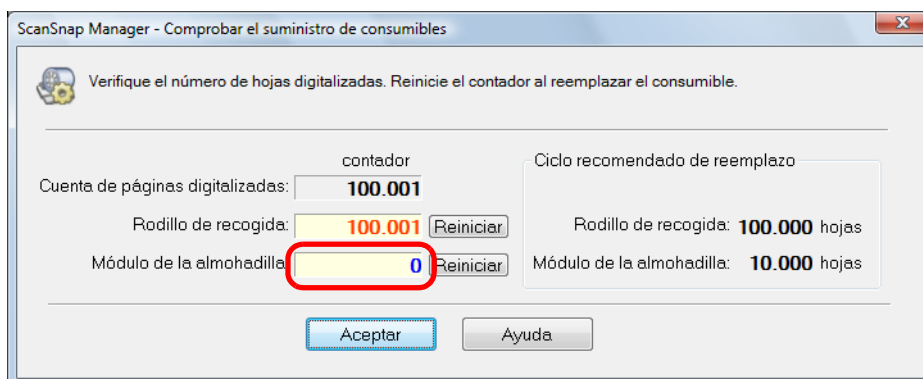 ScanSnap Manager - Comprobar el suministro de consumibles
Verifique el número de hojas digitalizadas. Reinicie el contador al reemplazar el consumible.
contador
Ciclo recomendado de reemplazo
Cuenta de páginas digitalizadas: 100.001
Rodillo de recogida: 100.001 Reiniciar
Rodillo de recogida: 100.000 hojas
Módulo de la almohadilla 0 Reiniciar
Módulo de la almohadilla: 10.000 hojas
Aceptar
Ayuda